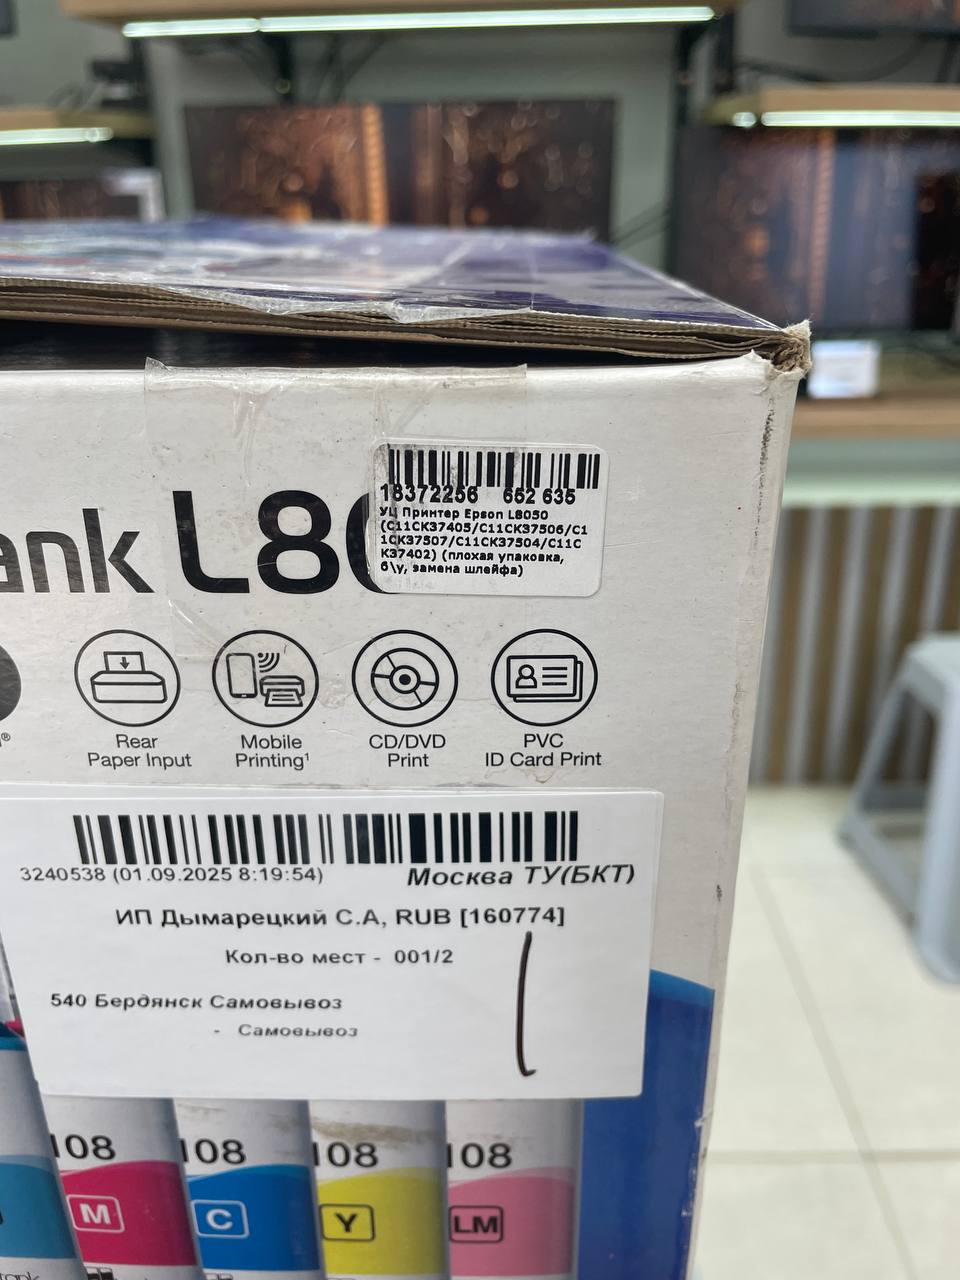 18372256 652 635
УЦ Принтер Epson L8050
(C11CK37405/C11CK37506/C1
1CK37507/C11CK37504/C11C
K37402) (плохая упаковка,
б\у, замена шлейфа)
ank L80
Rear
Paper Input
Mobile
Printing¹
CD/DVD
Print
PVC
ID Card Print
3240538 (01.09.2025 8:19:54) Москва ТУ(БКТ)
ИП Дымарецкий С.А, RUB [160774]
Кол-во мест - 001/2
540 Бердянск Самовывоз
- Самовывоз
108 108 108 108
M C Y LM